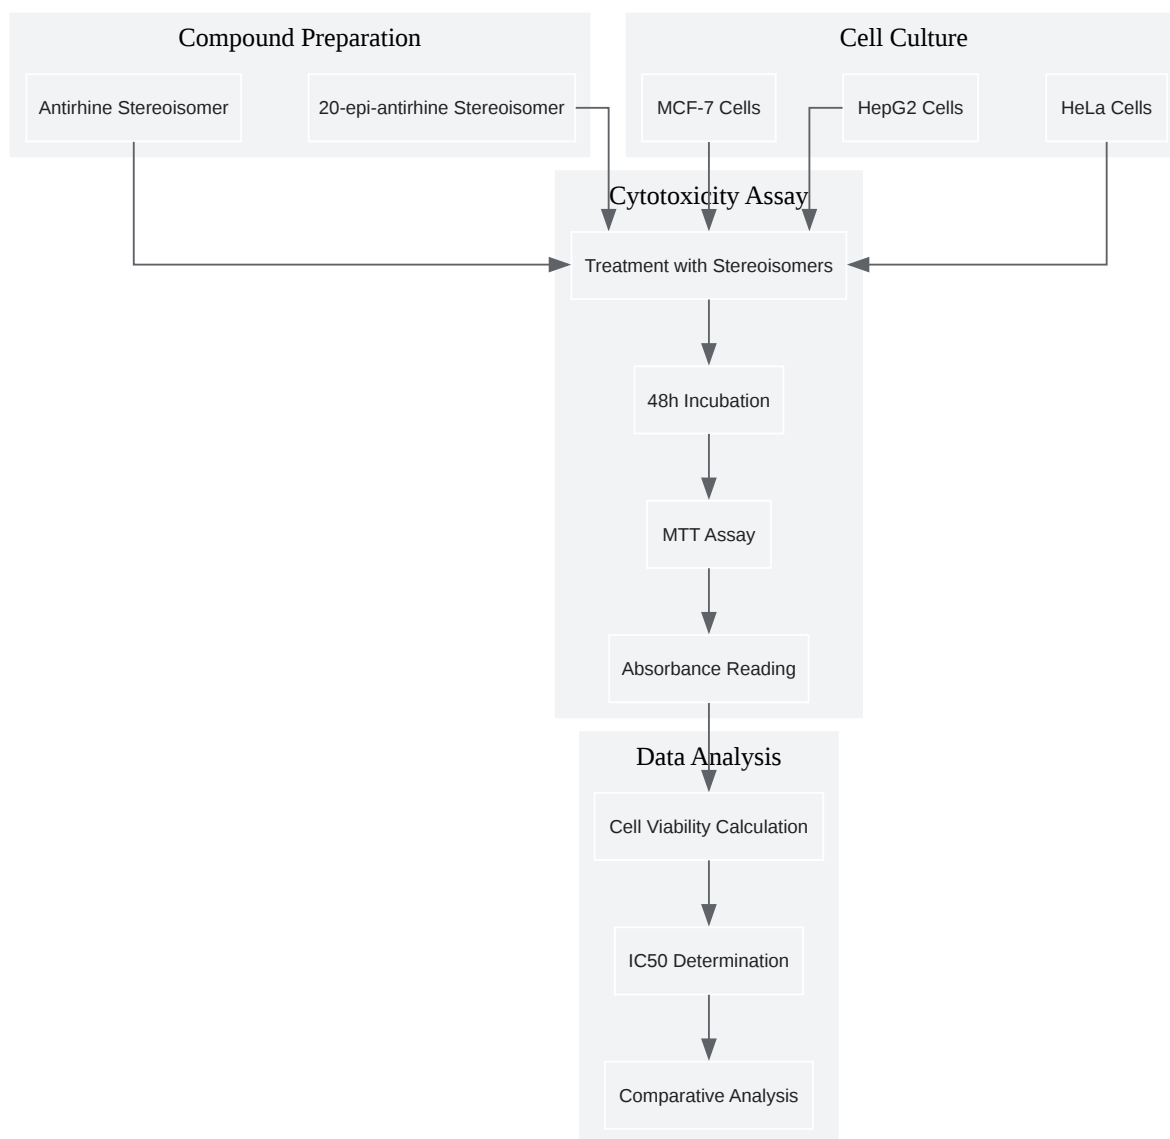 Compound Preparation
Cell Culture
Antirhine Stereoisomer
20-epi-antirhine Stereoisomer
MCF-7 Cells
HepG2 Cells
HeLa Cells
Cytotoxicity Assay
Treatment with Stereoisomers
48h Incubation
MTT Assay
Absorbance Reading
Data Analysis
Cell Viability Calculation
IC50 Determination
Comparative Analysis